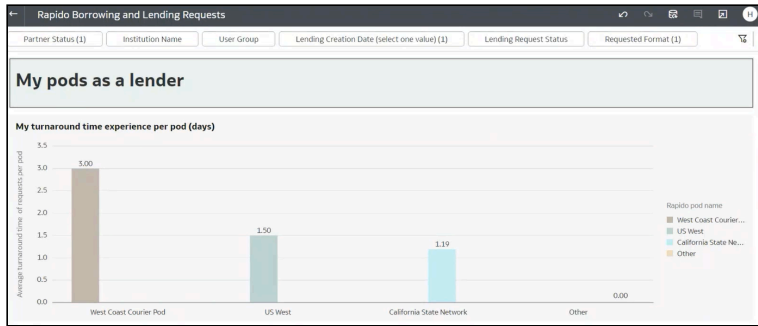 Rapido Borrowing and Lending Requests
H
Partner Status (1)
Institution Name
User Group
Lending Creation Date (select one value) (1)
Lending Request Status
Requested Format (1)
My pods as a lender
My turnaround time experience per pod (days)
Average turnaround time of requests per pod
3.5
3.0
2.5
2.0
1.5
1.0
0.5
0.0
3.00
1.50
1.19
0.00
West Coast Courier Pod
US West
California State Network
Other
Rapido pod name
West Coast Courier...
US West
California State Ne...
Other